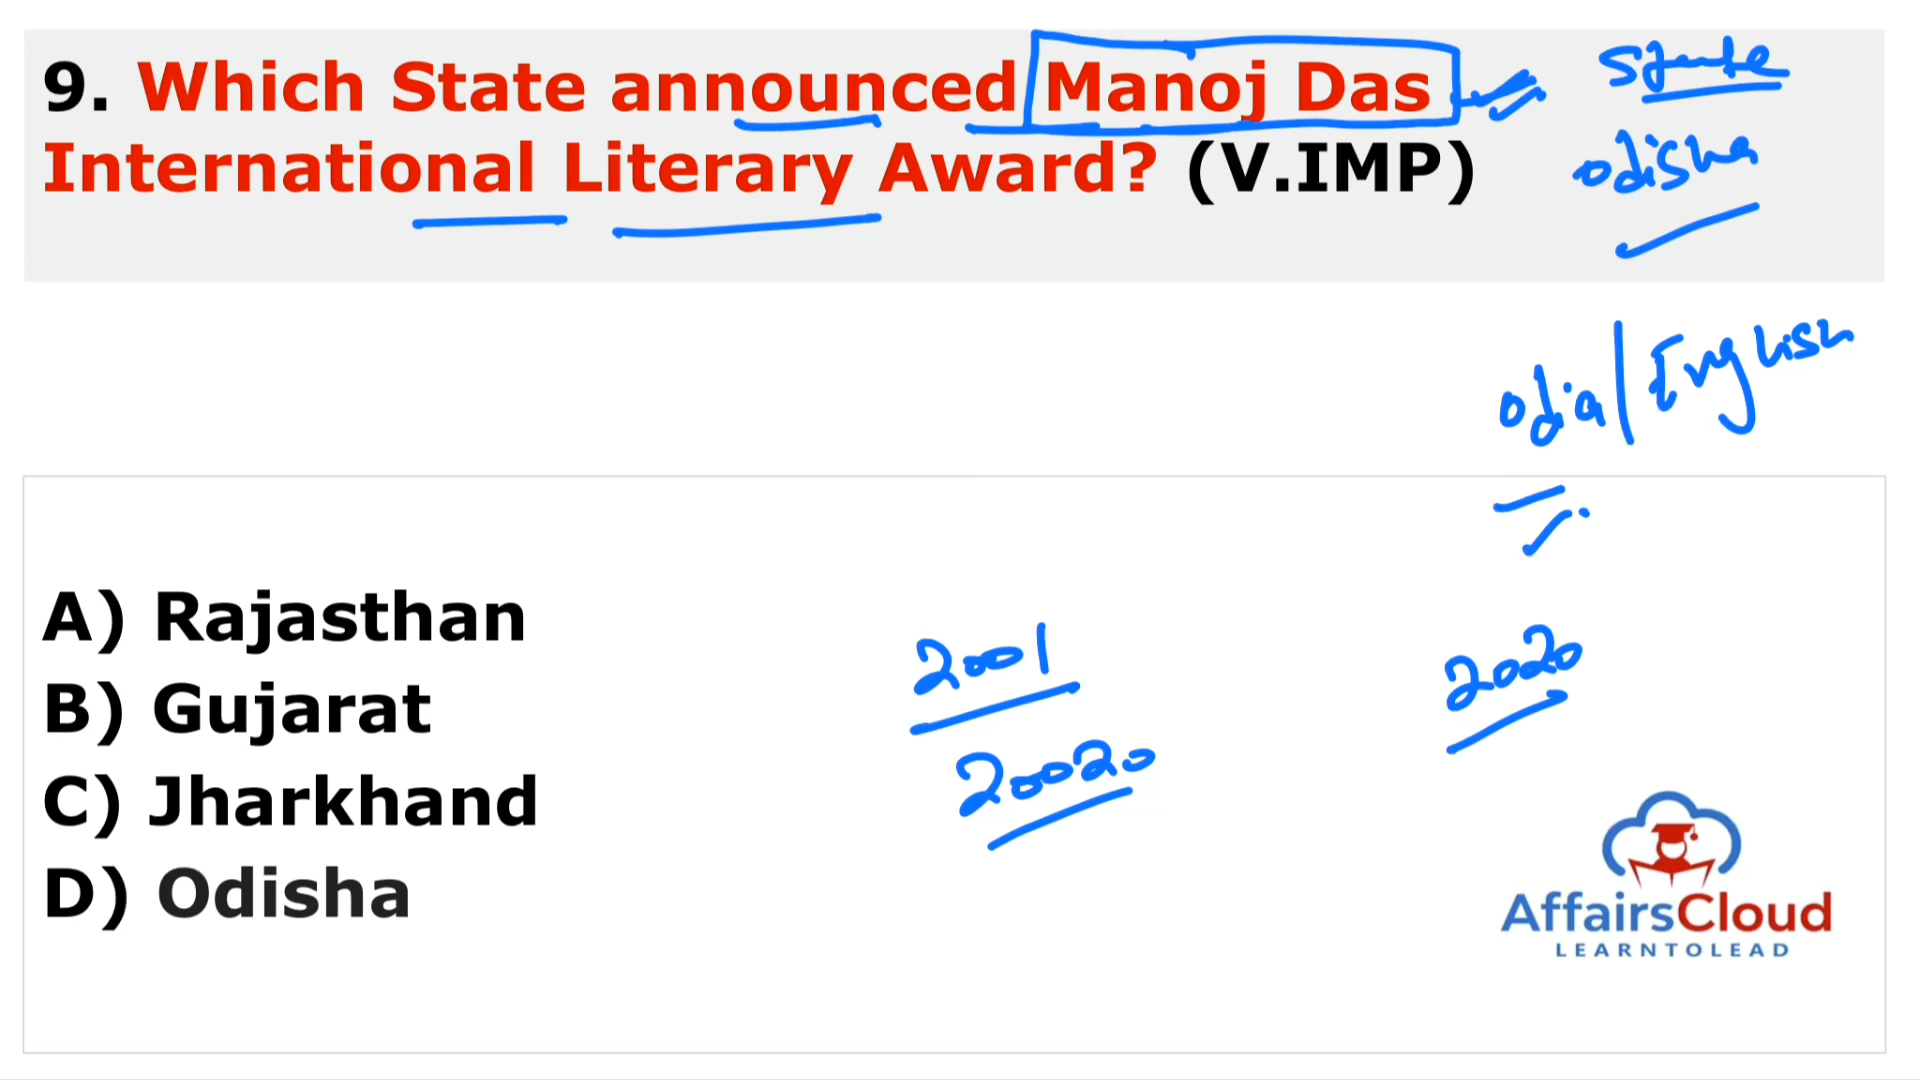 9. Which State announced Manoj Das
International Literary Award? (V.IMP)
State
odisha
odia/English
A) Rajasthan
B) Gujarat
C) Jharkhand
D) Odisha
2001
20020
2020
AffairsCloud
LEARNTOLEAD